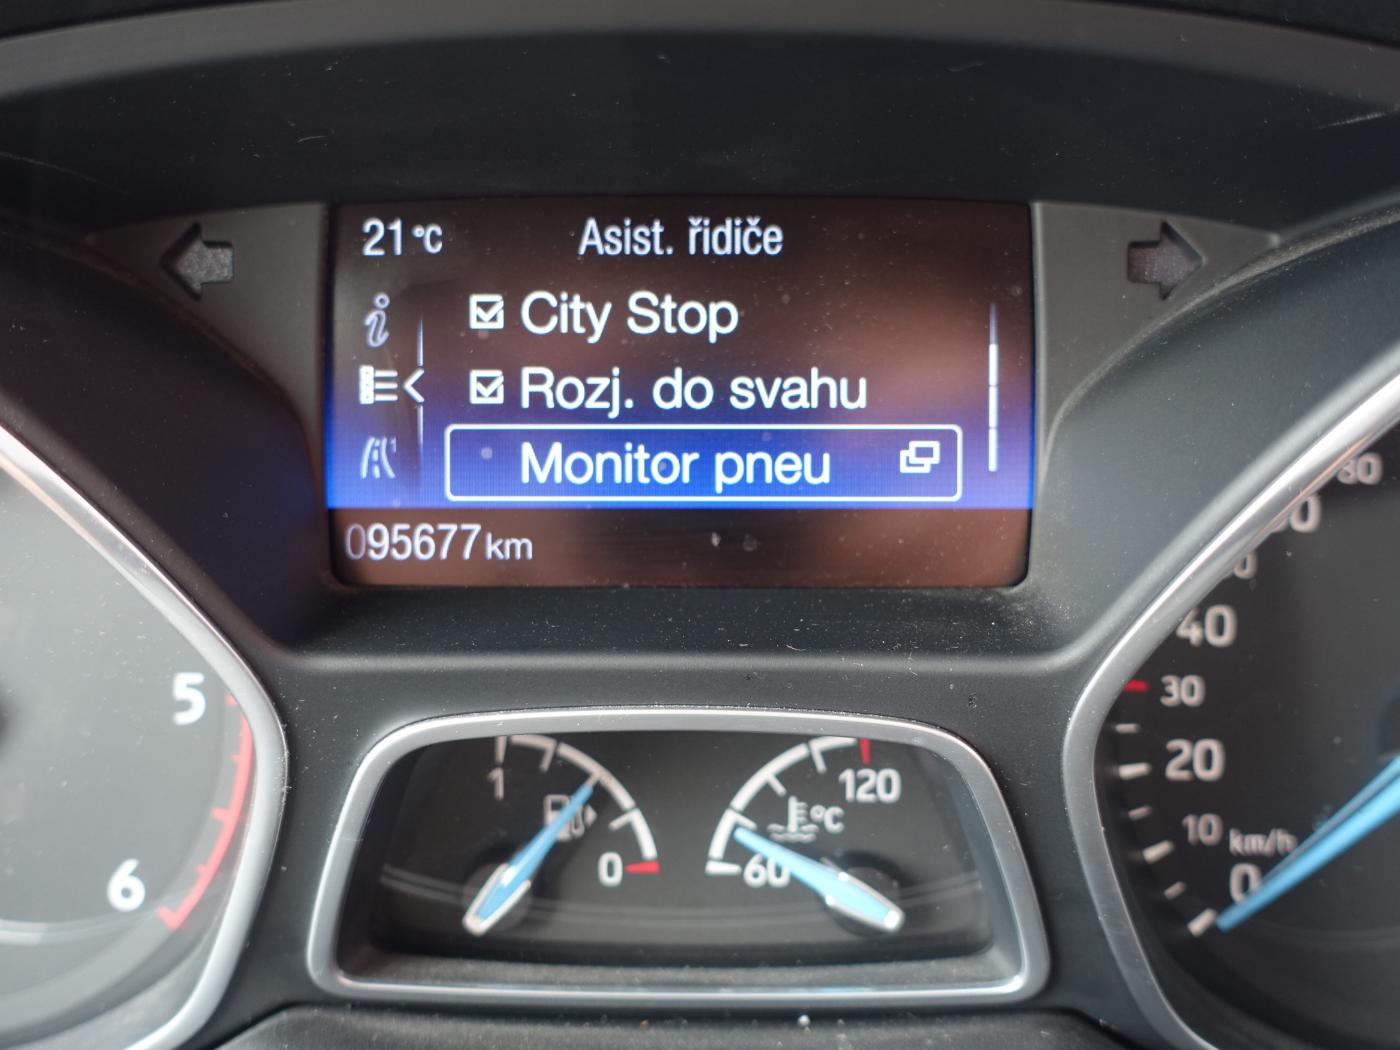 21 °C
Asist. řidiče
City Stop
Rozj. do svahu
Monitor pneu
095677 km
5
6
1
0
°C
120
60
40
30
20
10
km/h
0